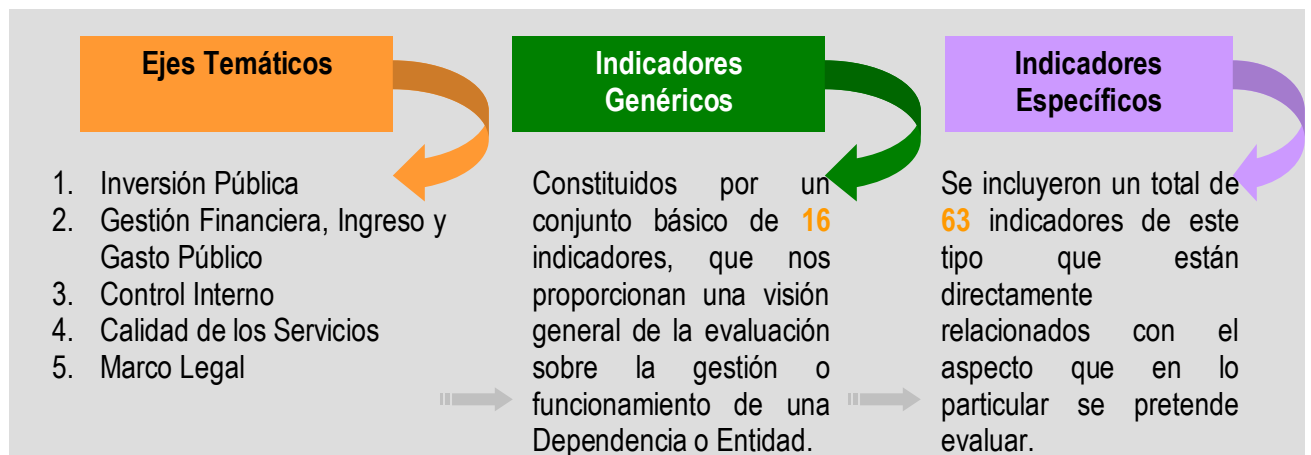 Ejes Temáticos
1. Inversión Pública
2. Gestión Financiera, Ingreso y
Gasto Público
3. Control Interno
4. Calidad de los Servicios
5. Marco Legal
Indicadores
Genéricos
Constituidos por un
conjunto básico de 16
indicadores, que nos
proporcionan una visión
general de la evaluación
sobre la gestión o
funcionamiento de una
Dependencia o Entidad.
Indicadores
Específicos
Se incluyeron un total de
63 indicadores de este
tipo que están
directamente
relacionados con el
aspecto que en lo
particular se pretende
evaluar.